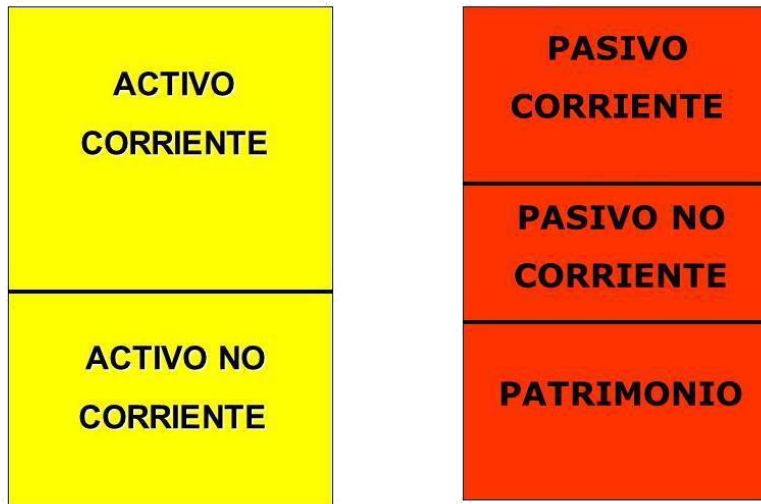 ACTIVO
CORRIENTE
ACTIVO NO
CORRIENTE
PASIVO
CORRIENTE
PASIVO NO
CORRIENTE
PATRIMONIO